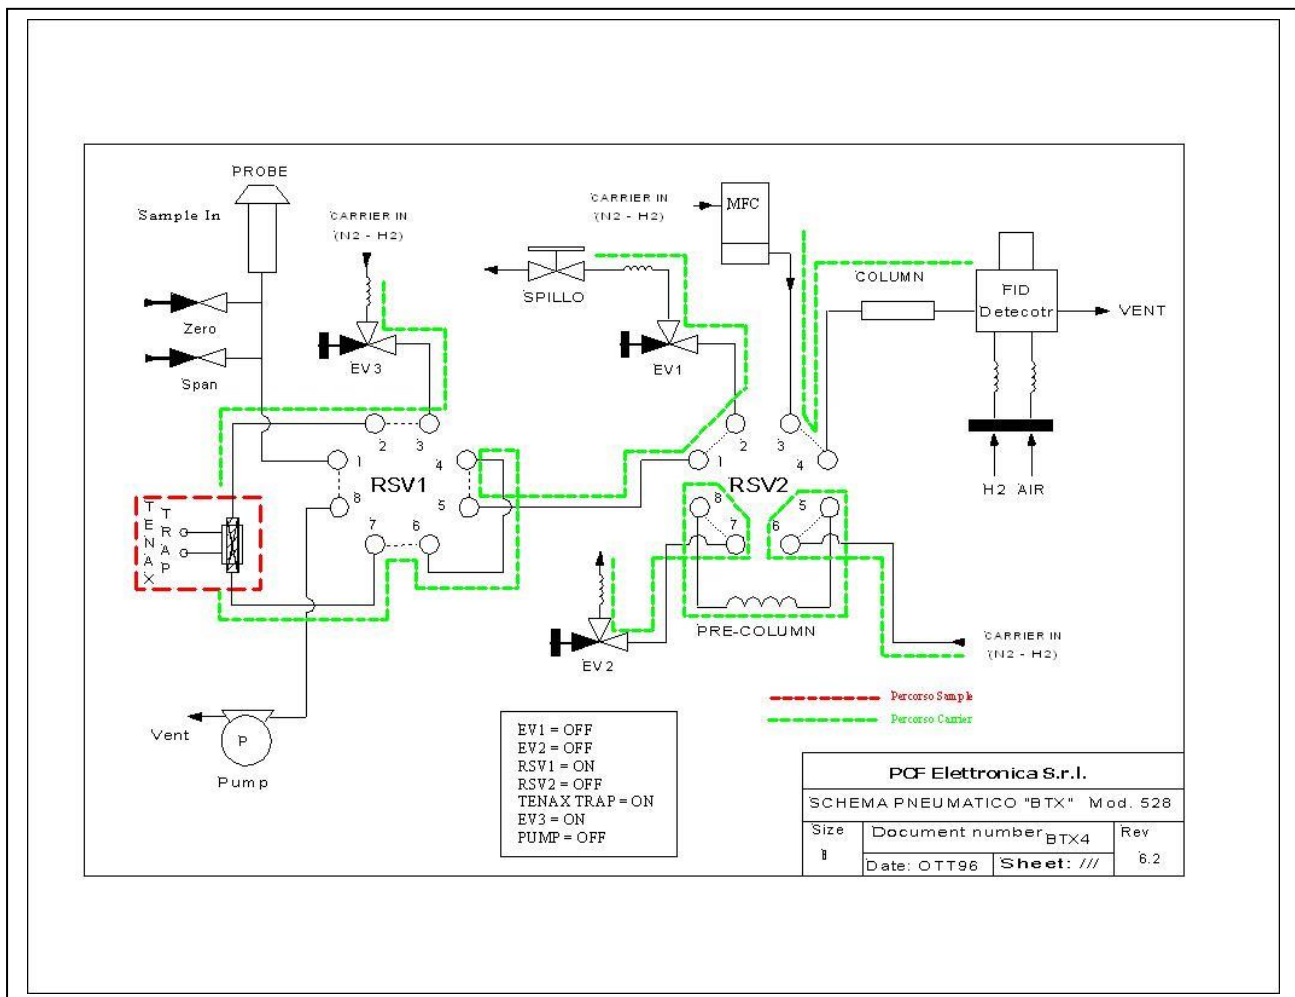 PROBE
Sample In
CARRIER IN
(N2 - H2)
CARRIER IN
(N2 - H2)
MFC
SPILLO
COLUMN
FID
Detecotr
VENT
Zero
Span
EV3
EV1
2
3
1
4
RSV1
8
5
7
6
2
3
1
4
RSV2
8
5
7
6
H2
AIR
TENAX
TRAP
PRE-COLUMN
EV2
CARRIER IN
(N2 - H2)
Percorso Sample
Percorso Carrier
Vent
P
Pump
EV1 = OFF
EV2 = OFF
RSV1 = ON
RSV2 = OFF
TENAX TRAP = ON
EV3 = ON
PUMP = OFF
PCF Elettronica S.r.l.
SCHEMA PNEUMATICO "BTX" Mod. 528
Size
Document number BTX4
Rev
6.2
Date: OTT96
Sheet: ///